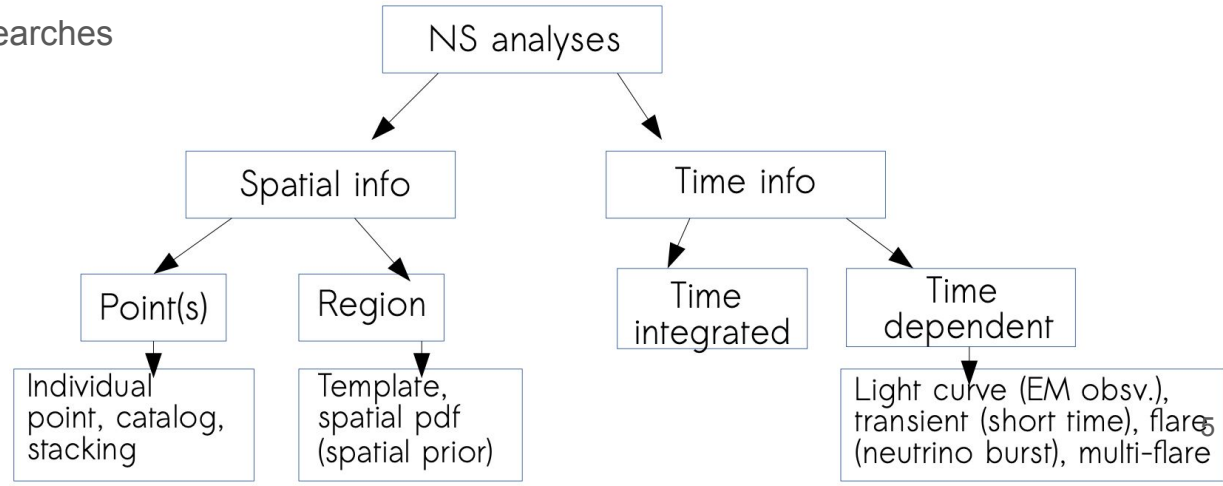 earches
NS analyses
Spatial info
Time info
Point(s)
Region
Time
integrated
Time
dependent
Individual
point, catalog,
stacking
Template,
spatial pdf
(spatial prior)
Light curve (EM obsv.),
transient (short time), flare
(neutrino burst), multi-flare
5